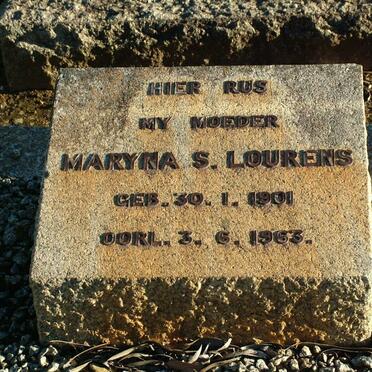 HIER RUS
MY MOEDER
MARYNA S. LOURENS
GEB. 30. 1. 1901
OORL. 3. 6. 1963.